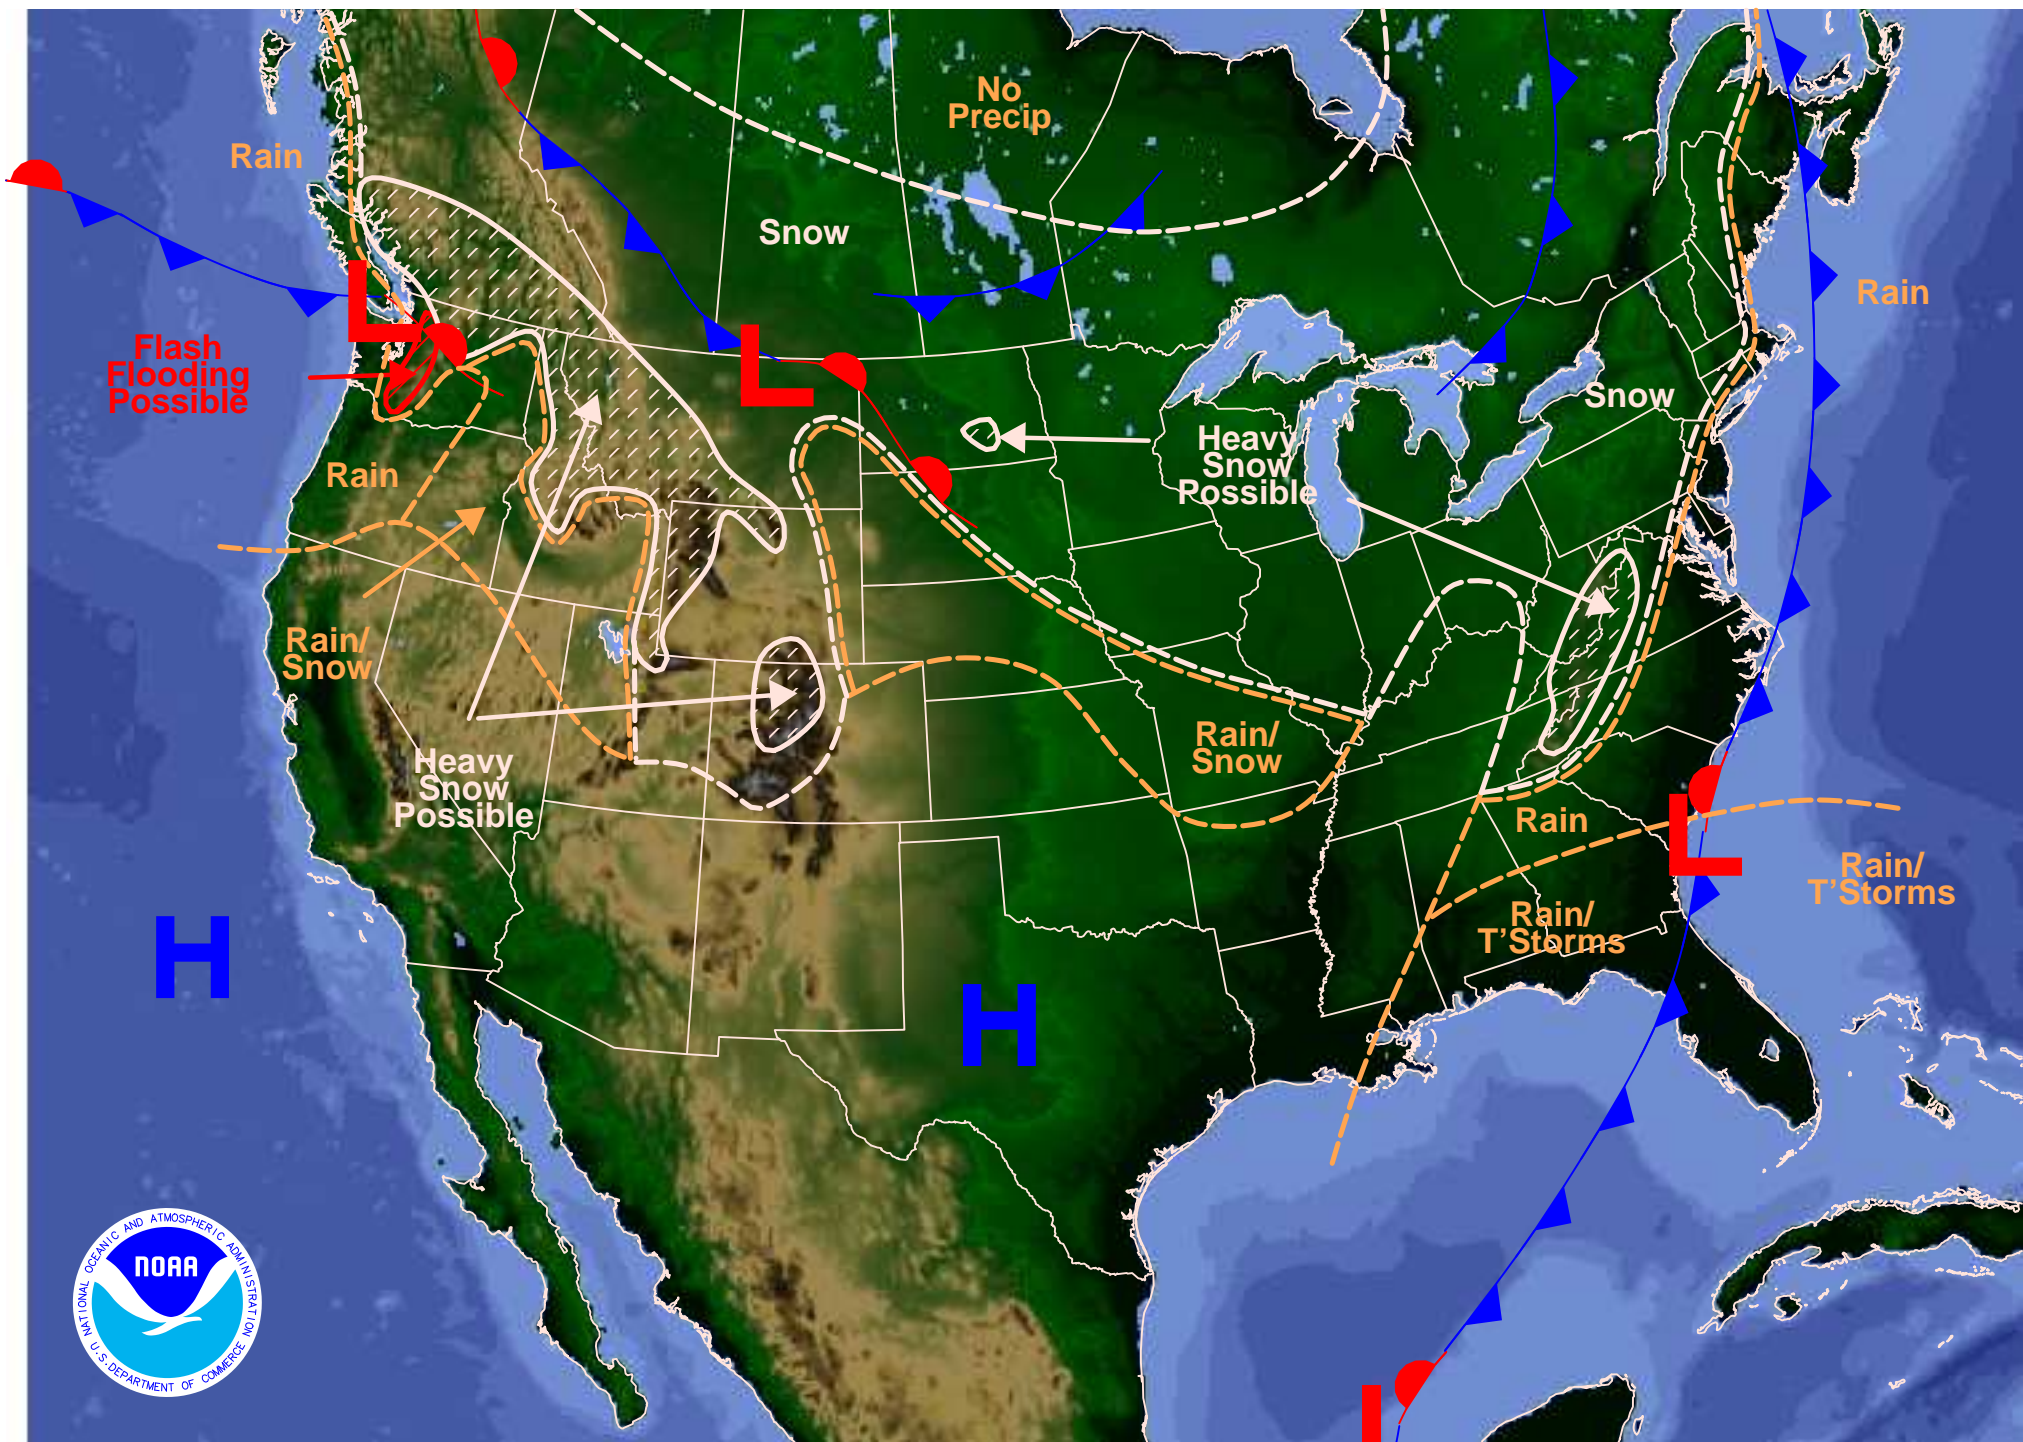 No
Precip
Rain
Snow
Rain
L
Flash
Flooding
Possible
L
Snow
Heavy
Snow
Possible
Rain
Rain/
Snow
Heavy
Snow
Possible
Rain/
Snow
Rain
L
Rain/
T'Storms
Rain/
T'Storms
H
H
NATIONAL OCEANIC AND ATMOSPHERIC ADMINISTRATION
NOAA
U.S. DEPARTMENT OF COMMERCE
L